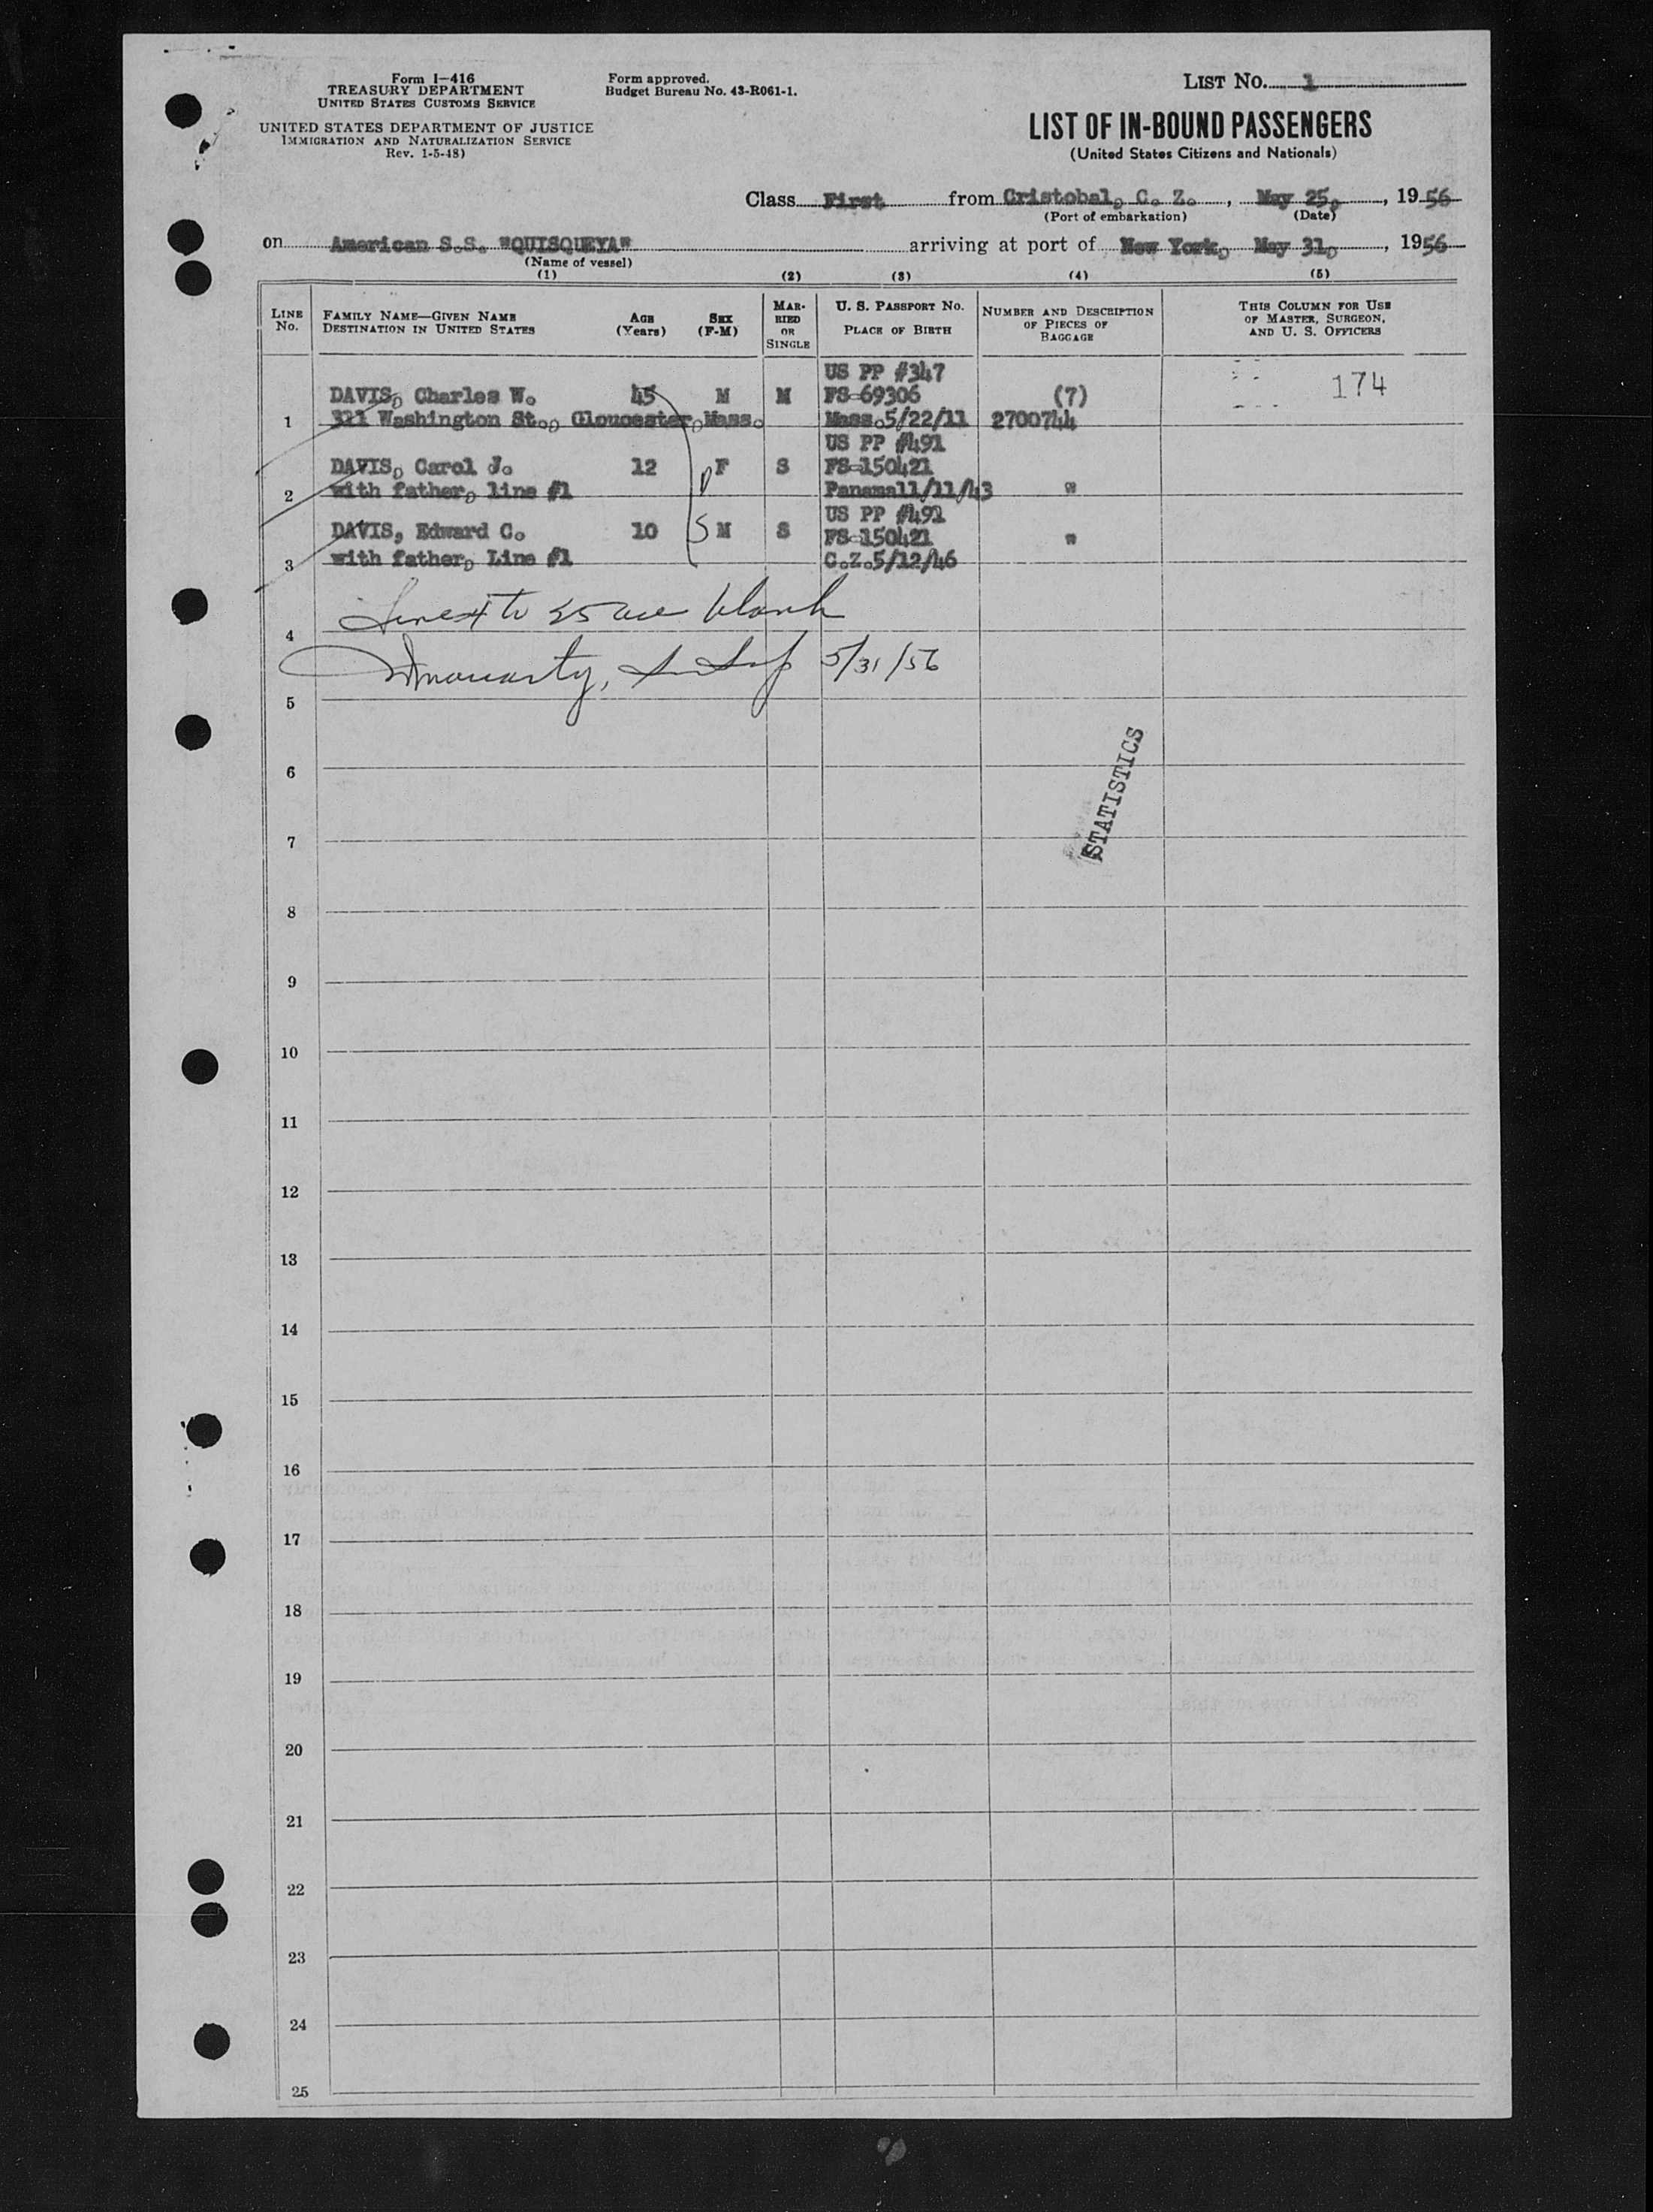 Form I-416
TREASURY DEPARTMENT
UNITED STATES CUSTOMS SERVICE
UNITED STATES DEPARTMENT OF JUSTICE
IMMIGRATION AND NATURALIZATION SERVICE
Rev. 1-5-48)
Form approved.
Budget Bureau No. 43-R061-1.
LIST NO. 1
LIST OF IN-BOUND PASSENGERS
(United States Citizens and Nationals)
Class First from Cristobal, C. Z., May 25, 1956
(Port of embarkation) (Date)
on American S.S. "QUISQUEYA" arriving at port of New York, May 31, 1956
(Name of vessel)
(1) (2) (3) (4) (5)
LINE No.
FAMILY NAME—GIVEN NAME
DESTINATION IN UNITED STATES
AGE (Years)
SEX (F-M)
MARRIED OR SINGLE
U. S. PASSPORT NO.
PLACE OF BIRTH
NUMBER AND DESCRIPTION OF PIECES OF BAGGAGE
THIS COLUMN FOR USE OF MASTER, SURGEON, AND U. S. OFFICERS
US PP #347
DAVIS, Charles W. 45 M M FS-69306 (7) 174
1 321 Washington St., Gloucester, Mass. Mass. 5/22/11 2700744
US PP #491
DAVIS, Carol J. 12 F S FS-150421
2 with father, line #1 Panama 11/11/43 "
US PP #491
DAVIS, Edward C. 10 M S FS-150421 "
3 with father, Line #1 C.Z. 5/12/46
Lines 4 to 25 are blank
4
Moriarty, 5/31/56
5
6
STATISTICS
7
8
9
10
11
12
13
14
15
16
17
18
19
20
21
22
23
24
25